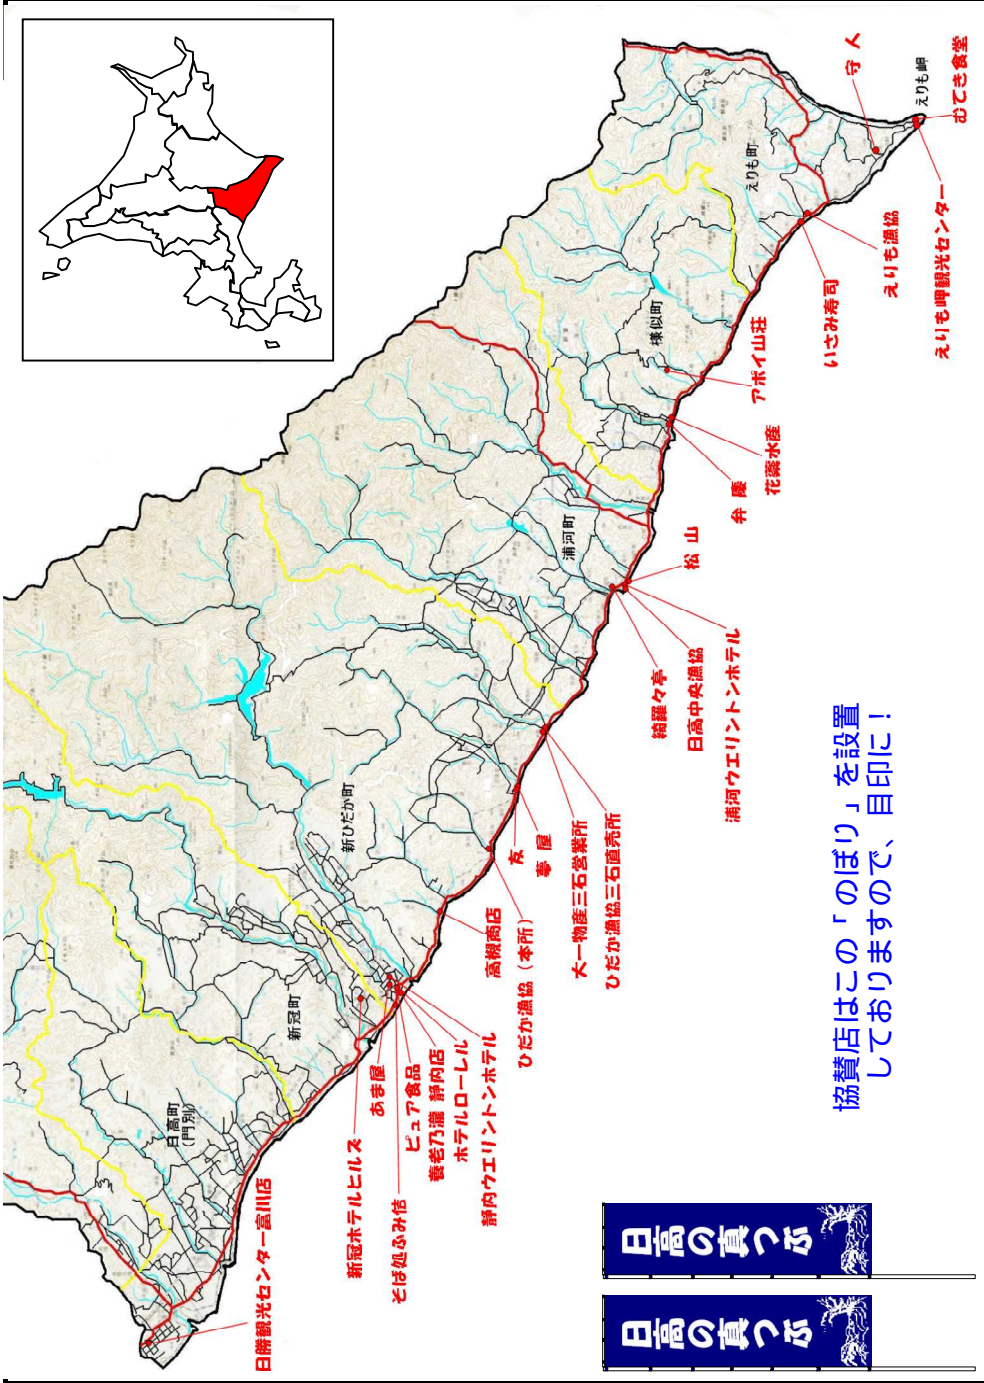 日高町
(門別)
新冠町
新ひだか町
浦河町
様似町
えりも町
えりも岬
日勝観光センター富川店
新冠ホテルヒルズ
あま屋
そば処ふみ佶
ピュア食品
養老乃瀧 静内店
ホテルローレル
静内ウエリントンホテル
高槻商店
ひだか漁協（本所）
友
夢 屋
大一物産三石営業所
ひだか漁協三石直売所
綺羅々亭
日高中央漁協
浦河ウエリントンホテル
松 山
弁 慶
アポイ山荘
いさみ寿司
えりも漁協
えりも岬観光センター
守 人
むてき食堂
協賛店はこの「のぼり」を設置
しておりますので、目印に！
日高の真つぶ
日高の真つぶ